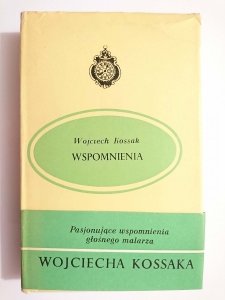 Wojciech Kossak
WSPOMNIENIA
Pasjonujące wspomnienia
głośnego malarza
WOJCIECHA KOSSAKA